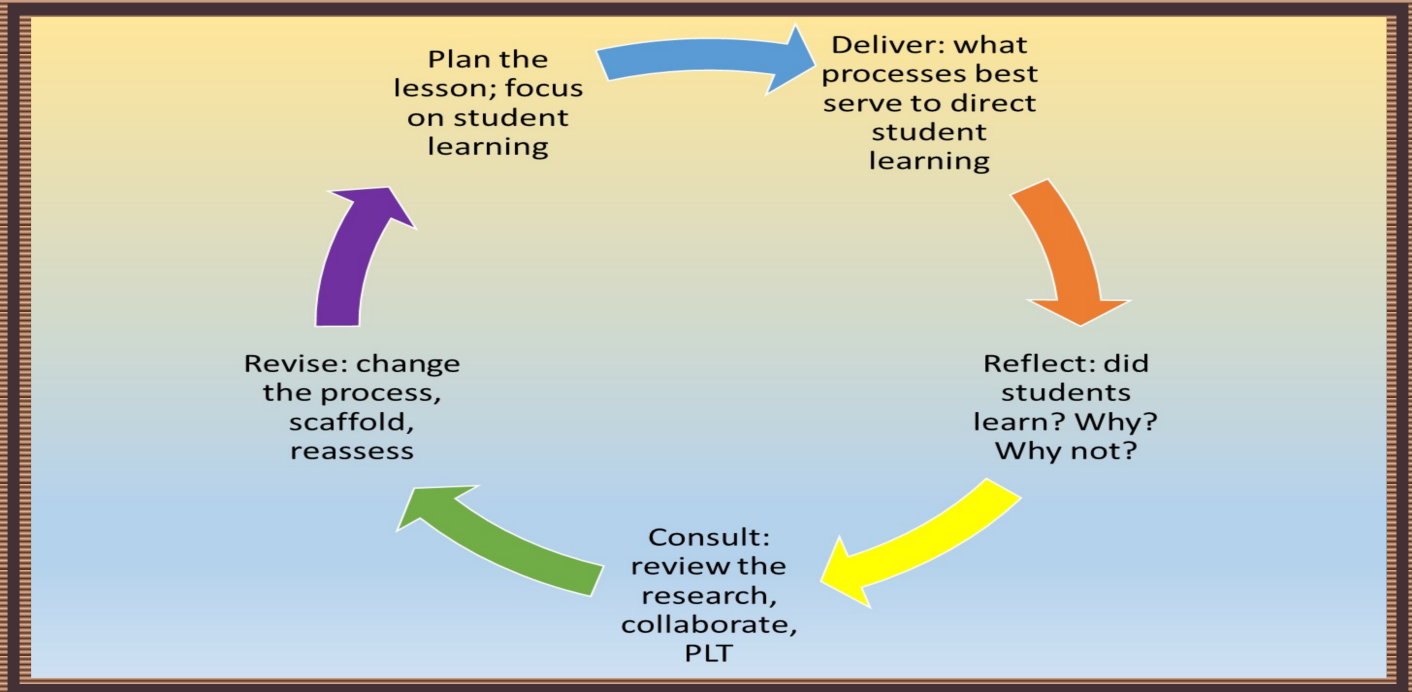 Plan the
lesson; focus
on student
learning
Deliver: what
processes best
serve to direct
student
learning
Reflect: did
students
learn? Why?
Why not?
Consult:
review the
research,
collaborate,
PLT
Revise: change
the process,
scaffold,
reassess